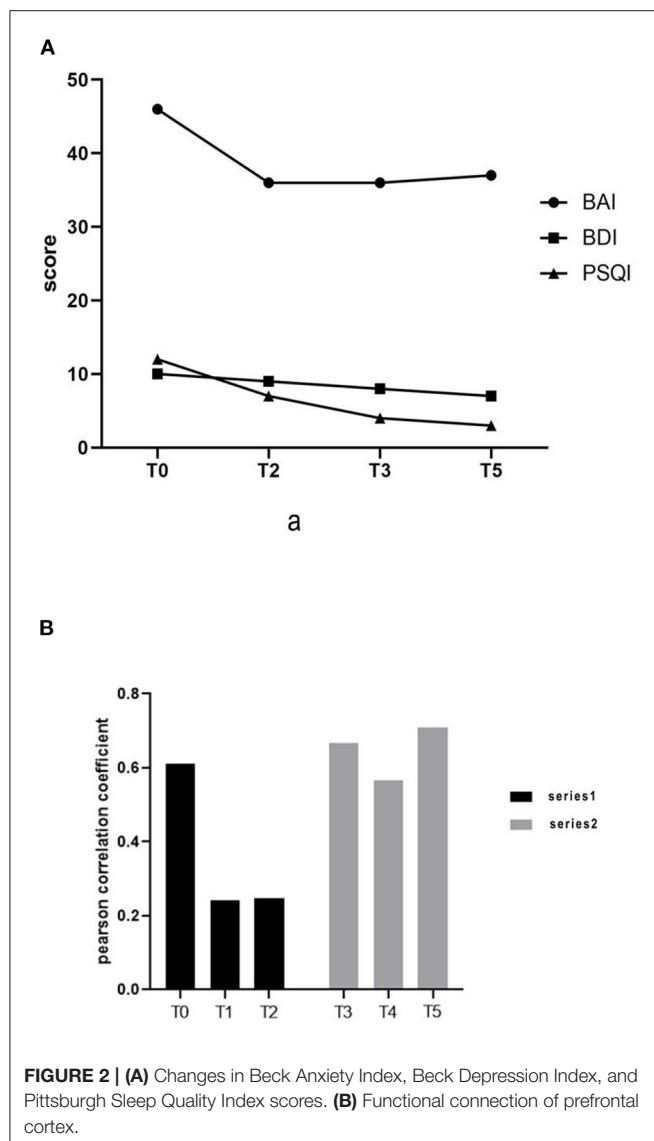 A
50
40
30
20
10
0
score
T0 T2 T3 T5
BAI
BDI
PSQI
a
B
0.8
0.6
0.4
0.2
0.0
pearson correlation coefficient
T0 T1 T2 T3 T4 T5
series1
series2
FIGURE 2 | (A) Changes in Beck Anxiety Index, Beck Depression Index, and
Pittsburgh Sleep Quality Index scores. (B) Functional connection of prefrontal
cortex.